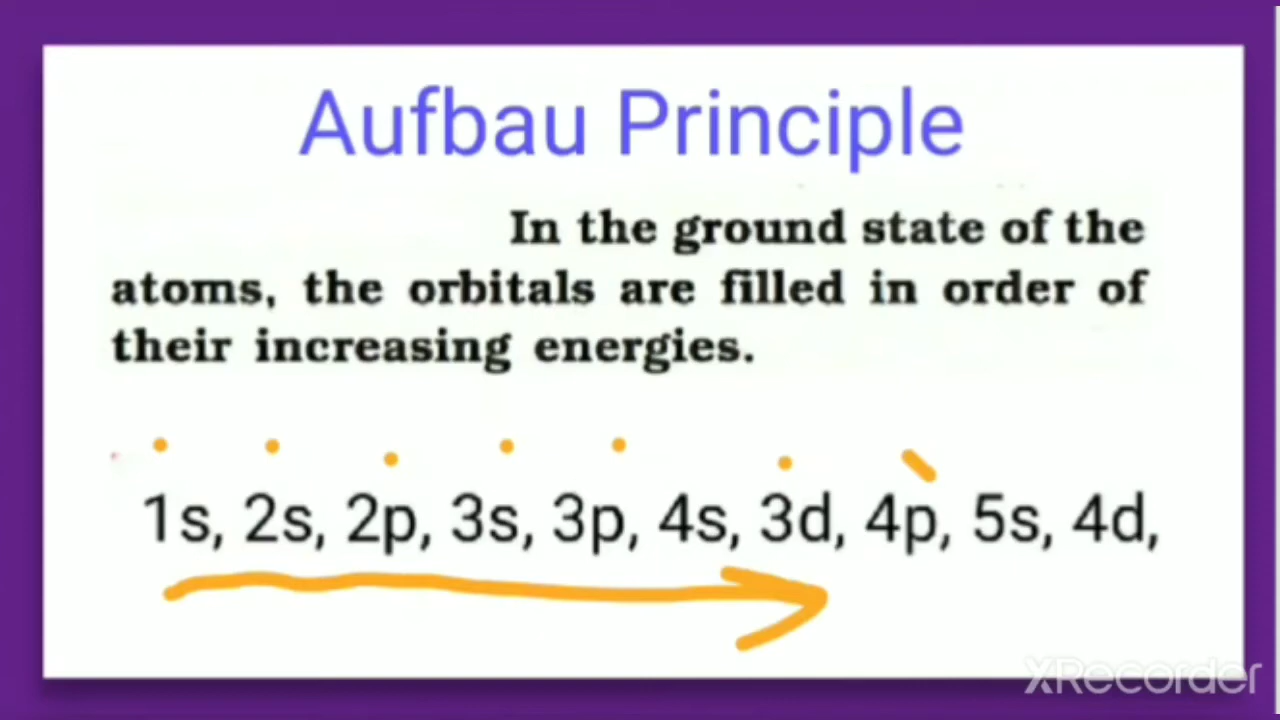 Aufbau Principle
In the ground state of the
atoms, the orbitals are filled in order of
their increasing energies.
1s, 2s, 2p, 3s, 3p, 4s, 3d, 4p, 5s, 4d,
XRecorder